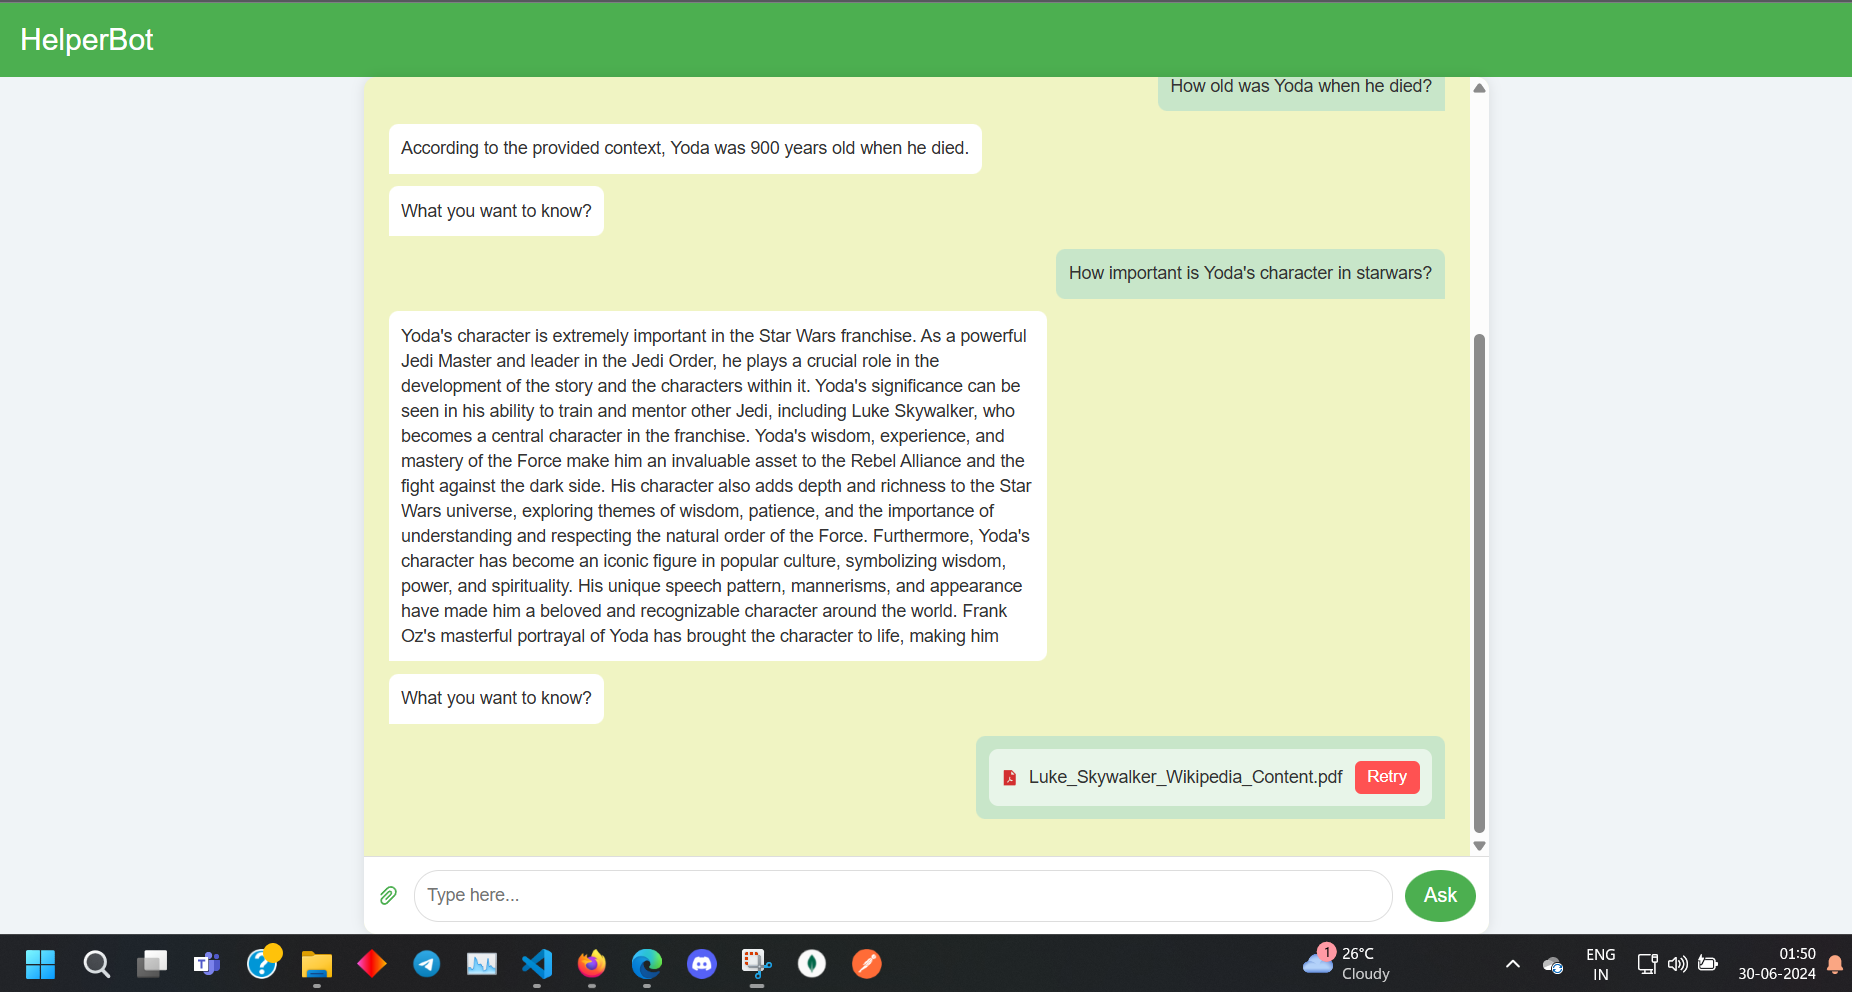 HelperBot
How old was Yoda when he died?
According to the provided context, Yoda was 900 years old when he died.
What you want to know?
How important is Yoda's character in starwars?
Yoda's character is extremely important in the Star Wars franchise. As a powerful
Jedi Master and leader in the Jedi Order, he plays a crucial role in the
development of the story and the characters within it. Yoda's significance can be
seen in his ability to train and mentor other Jedi, including Luke Skywalker, who
becomes a central character in the franchise. Yoda's wisdom, experience, and
mastery of the Force make him an invaluable asset to the Rebel Alliance and the
fight against the dark side. His character also adds depth and richness to the Star
Wars universe, exploring themes of wisdom, patience, and the importance of
understanding and respecting the natural order of the Force. Furthermore, Yoda's
character has become an iconic figure in popular culture, symbolizing wisdom,
power, and spirituality. His unique speech pattern, mannerisms, and appearance
have made him a beloved and recognizable character around the world. Frank
Oz's masterful portrayal of Yoda has brought the character to life, making him
What you want to know?
Luke_Skywalker_Wikipedia_Content.pdf Retry
Type here... Ask
1 26°C
Cloudy
ENG
IN
01:50
30-06-2024